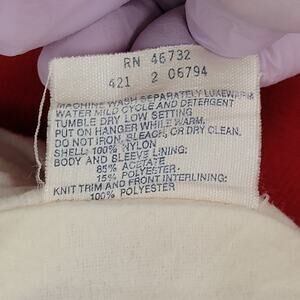 RN 46732
421 2 06794
MACHINE WASH SEPARATELY LUKEWARM
WATER MILD CYCLE AND DETERGENT
TUMBLE DRY LOW SETTING
PUT ON HANGER WHILE WARM.
DO NOT IRON, BLEACH, OR DRY CLEAN.
SHELL: 100% NYLON
BODY AND SLEEVE LINING:
85% ACETATE
15% POLYESTER
KNIT TRIM AND FRONT INTERLINING:
100% POLYESTER